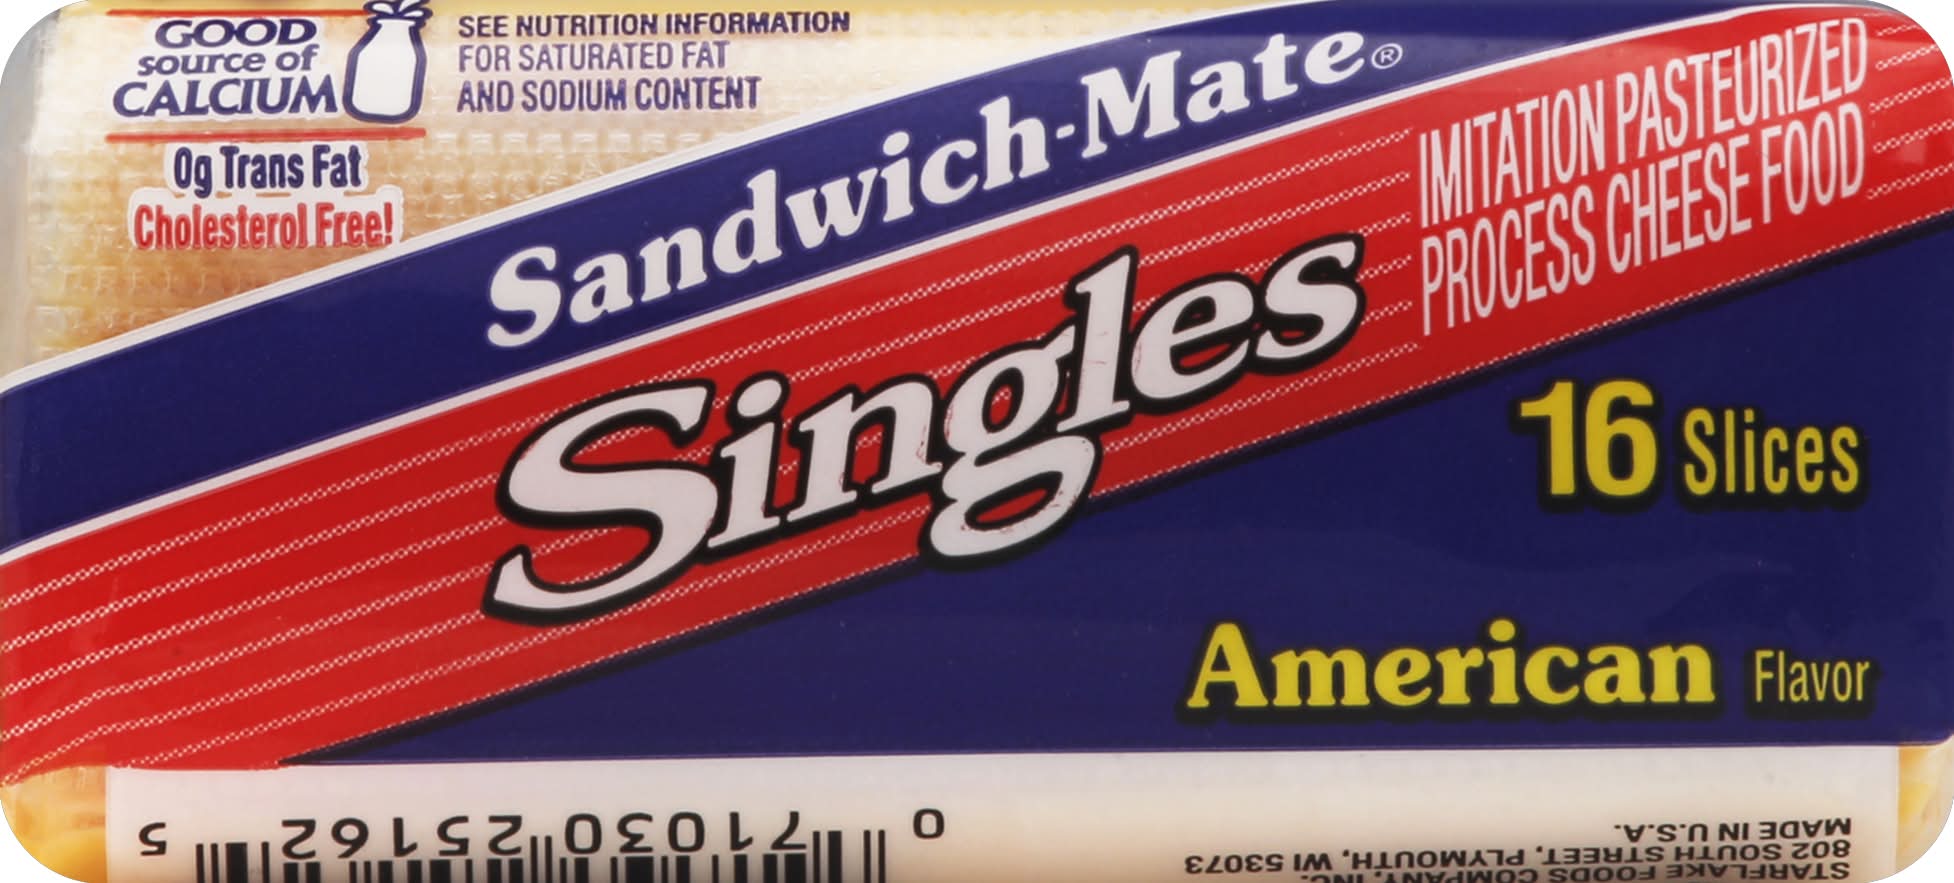 GOOD
source of
CALCIUM
SEE NUTRITION INFORMATION
FOR SATURATED FAT
AND SODIUM CONTENT
0g Trans Fat
Cholesterol Free!
Sandwich-Mate®
Singles
IMITATION PASTEURIZED
PROCESS CHEESE FOOD
16 Slices
American Flavor
0 71030 25162 5
STARFLAKE FOODS COMPANY, INC.
802 SOUTH STREET, PLYMOUTH, WI 53073
MADE IN U.S.A.